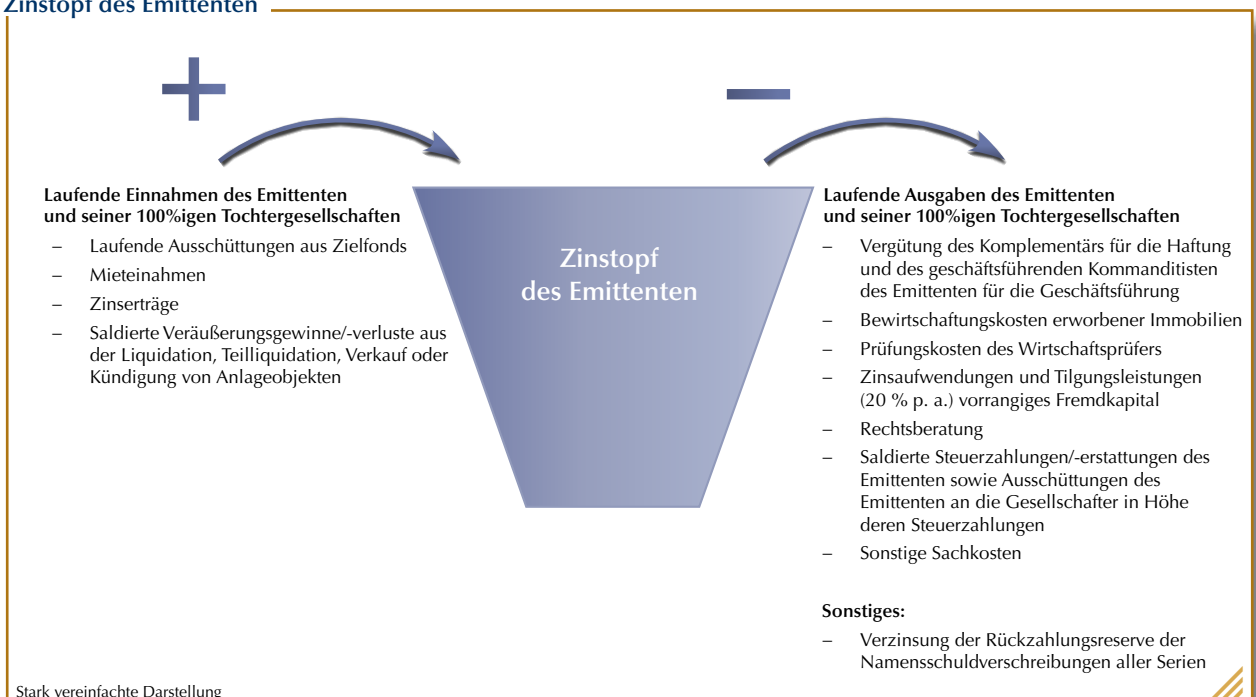 Zinstopf des Emittenten
+
−
Laufende Einnahmen des Emittenten
und seiner 100%igen Tochtergesellschaften
– Laufende Ausschüttungen aus Zielfonds
– Mieteinnahmen
– Zinserträge
– Saldierte Veräußerungsgewinne/-verluste aus
der Liquidation, Teilliquidation, Verkauf oder
Kündigung von Anlageobjekten
Zinstopf
des Emittenten
Laufende Ausgaben des Emittenten
und seiner 100%igen Tochtergesellschaften
– Vergütung des Komplementärs für die Haftung
und des geschäftsführenden Kommanditisten
des Emittenten für die Geschäftsführung
– Bewirtschaftungskosten erworbener Immobilien
– Prüfungskosten des Wirtschaftsprüfers
– Zinsaufwendungen und Tilgungsleistungen
(20 % p. a.) vorrangiges Fremdkapital
– Rechtsberatung
– Saldierte Steuerzahlungen/-erstattungen des
Emittenten sowie Ausschüttungen des
Emittenten an die Gesellschafter in Höhe
deren Steuerzahlungen
– Sonstige Sachkosten
Sonstiges:
– Verzinsung der Rückzahlungsreserve der
Namensschuldverschreibungen aller Serien
Stark vereinfachte Darstellung